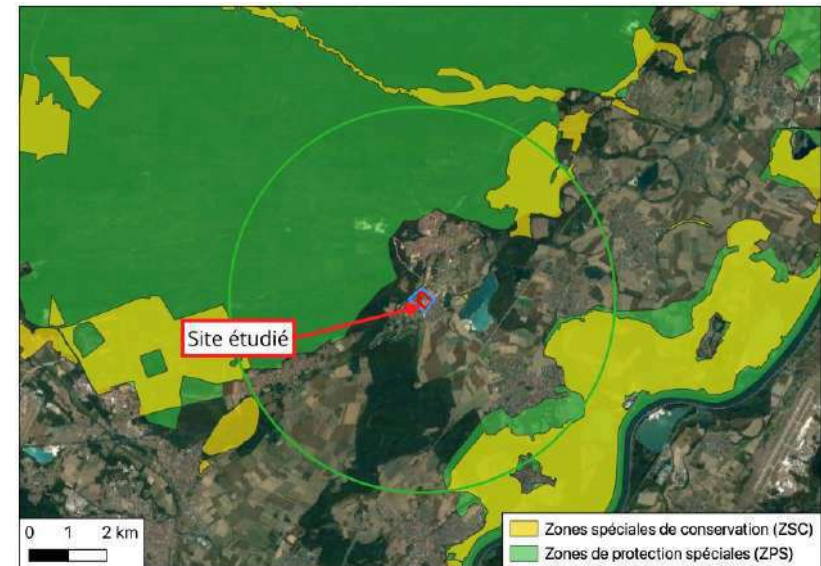 Site étudié
0 1 2 km
Zones spéciales de conservation (ZSC)
Zones de protection spéciales (ZPS)